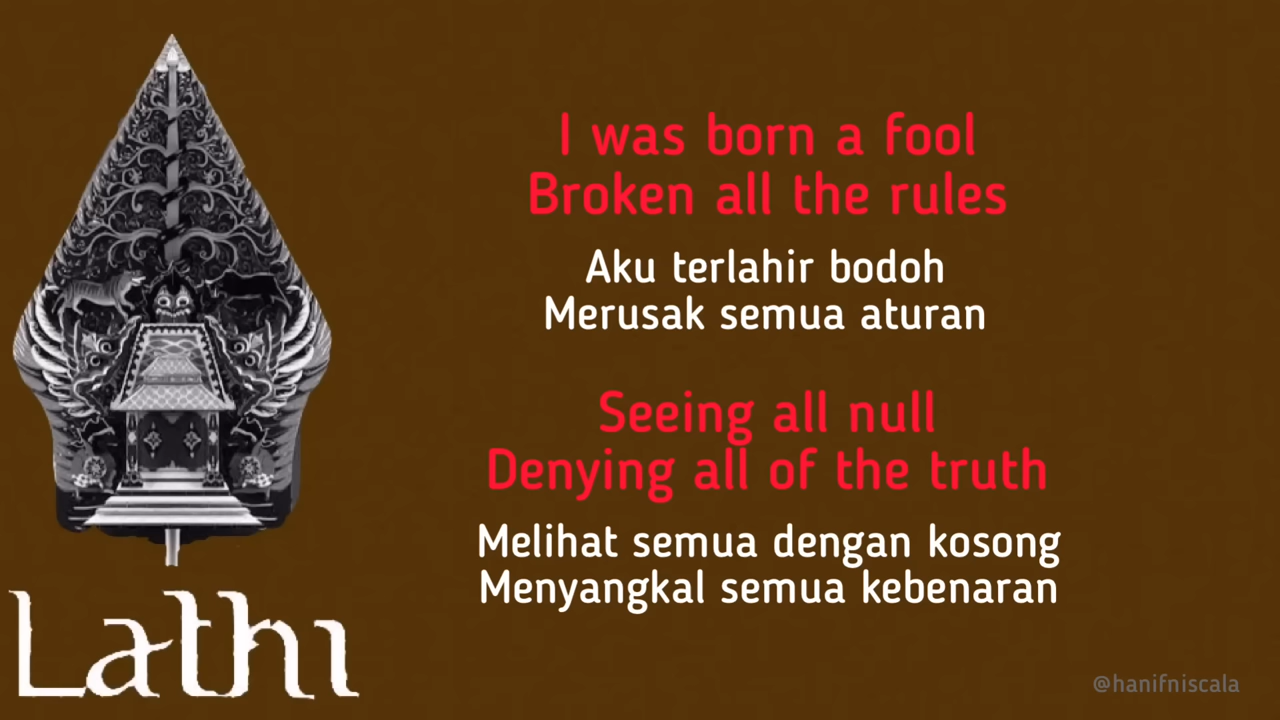 I was born a fool
Broken all the rules
Aku terlahir bodoh
Merusak semua aturan
Seeing all null
Denying all of the truth
Melihat semua dengan kosong
Menyangkal semua kebenaran
Lathi
@hanifniscala